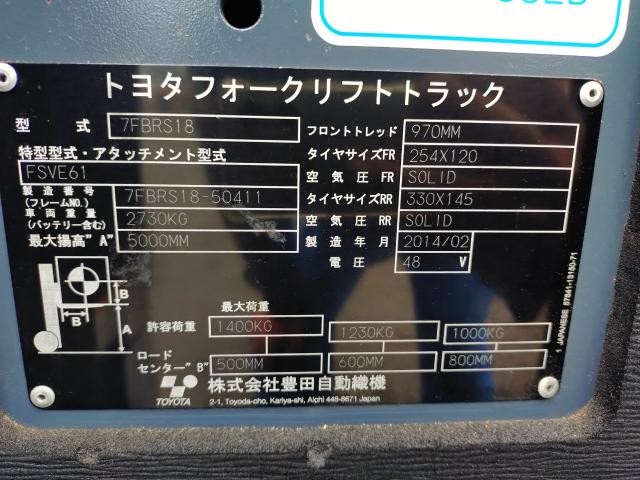 トヨタフォークリフトトラック
型式 7FBRS18
特型型式・アタッチメント型式
FSVE61
製造番号
(フレームNO.) 7FBRS18-50411
車両重量
(バッテリー含む) 2730KG
最大揚高"A" 5000MM
フロントトレッド 970MM
タイヤサイズFR 254X120
空気圧 FR SOLID
タイヤサイズRR 330X145
空気圧 RR SOLID
製造年月 2014/02
電圧 48 V
B
B
A
最大荷重
許容荷重 1400KG 1230KG 1000KG
ロード
センター"B" 500MM 600MM 800MM
TOYOTA
株式会社豊田自動織機
2-1, Toyoda-cho, Kariya-shi, Aichi 448-8671 Japan
1 JAPANESE 57841-13150-71